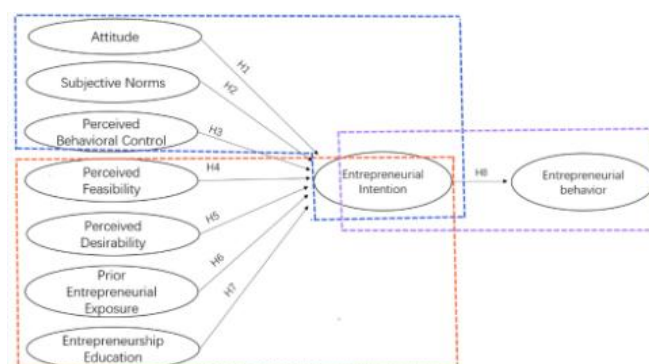 Attitude
H1
Subjective Norms
H2
Perceived
Behavioral Control
H3
Perceived
Feasibility
H4
Entrepreneurial
Intention
H8
Entrepreneurial
behavior
Perceived
Desirability
H5
Prior
Entrepreneurial
Exposure
H6
H7
Entrepreneurship
Education